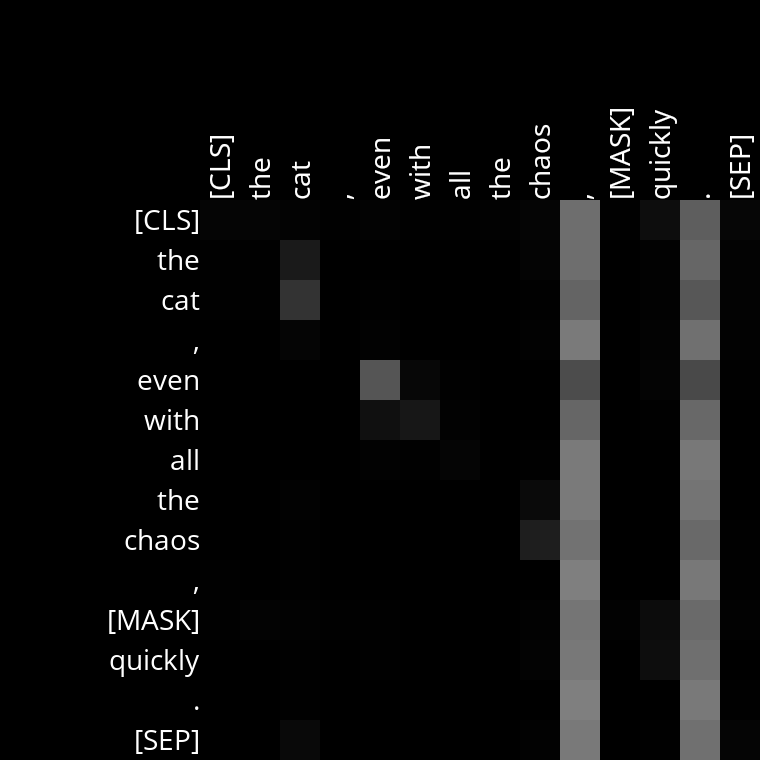 [CLS] the cat , even with all the chaos , [MASK] quickly . [SEP]
[CLS]
the
cat
,
even
with
all
the
chaos
,
[MASK]
quickly
.
[SEP]